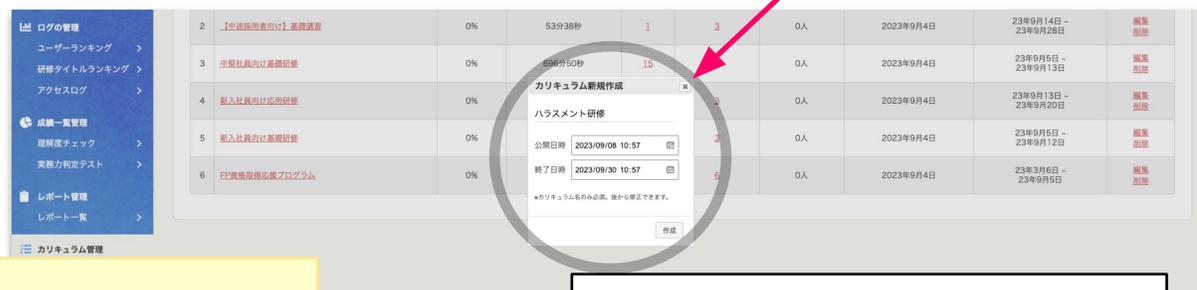 ログの管理
ユーザーランキング
研修タイトルランキング
アクセスログ
成績一覧管理
理解度チェック
実務力判定テスト
レポート管理
レポート一覧
カリキュラム管理
2 【中途採用者向け】基礎講習 0% 53分38秒 1 3 0人 2023年9月4日 23年9月14日 ~ 編集
23年9月28日 削除
3 中堅社員向け基礎研修 0% 696分50秒 15 0人 2023年9月4日 23年9月5日 ~ 編集
23年9月13日 削除
4 新入社員向け応用研修 0% 3 0人 2023年9月4日 23年9月13日 ~ 編集
23年9月20日 削除
5 新入社員向け基礎研修 0% 3 0人 2023年9月4日 23年9月5日 ~ 編集
23年9月12日 削除
6 FP資格取得応援プログラム 0% 6 0人 2023年9月4日 23年3月6日 ~ 編集
23年9月5日 削除
カリキュラム新規作成
ハラスメント研修
公開日時 2023/09/08 10:57
終了日時 2023/09/30 10:57
*カリキュラム名のみ必須。後から修正できます。
作成